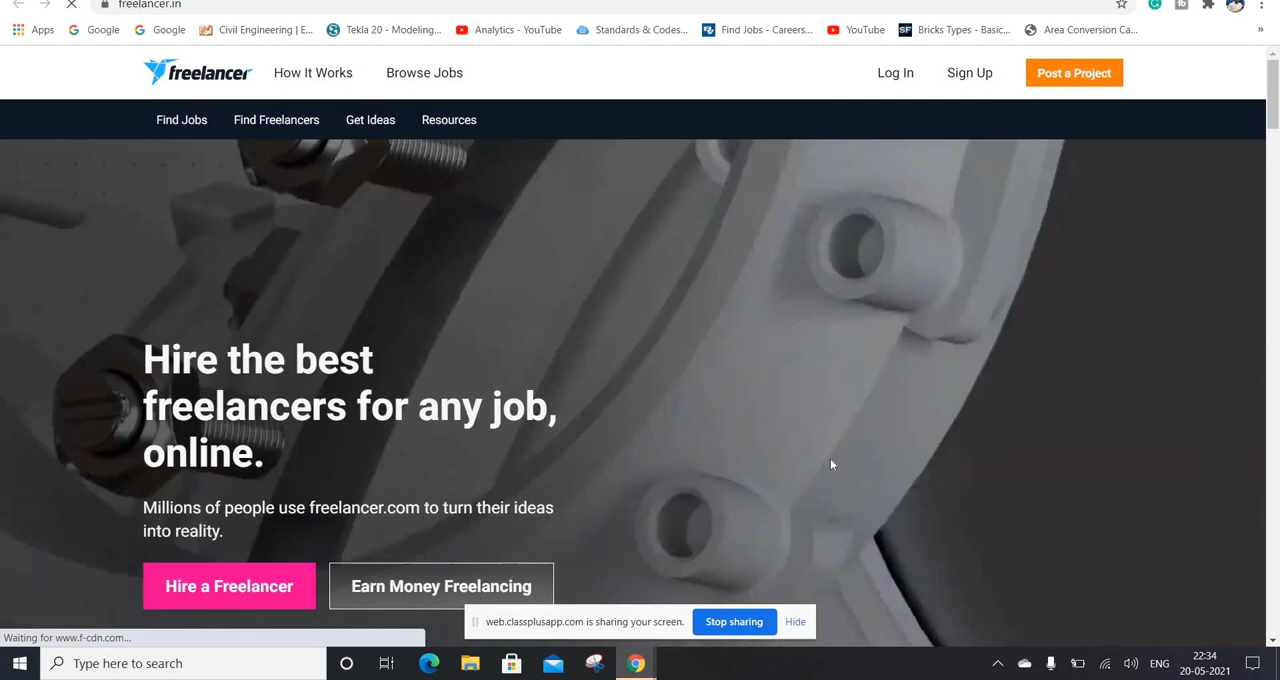 freelancer.in
Apps Google Google Civil Engineering | E... Tekla 20 - Modeling... Analytics - YouTube Standards & Codes... Find Jobs - Careers... YouTube SF Bricks Types - Basic... Area Conversion Ca... »
freelancer How It Works Browse Jobs Log In Sign Up Post a Project
Find Jobs Find Freelancers Get Ideas Resources
Hire the best
freelancers for any job,
online.
Millions of people use freelancer.com to turn their ideas
into reality.
Hire a Freelancer Earn Money Freelancing
web.classplusapp.com is sharing your screen. Stop sharing Hide
Waiting for www.f-cdn.com...
Type here to search ENG 22:34
20-05-2021